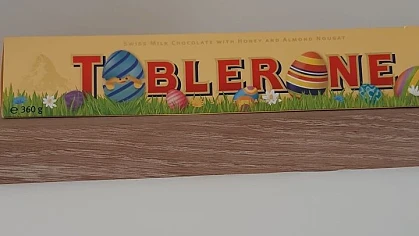 SWISS MILK CHOCOLATE WITH HONEY AND ALMOND NOUGAT
TOBLERONE
e 360 g